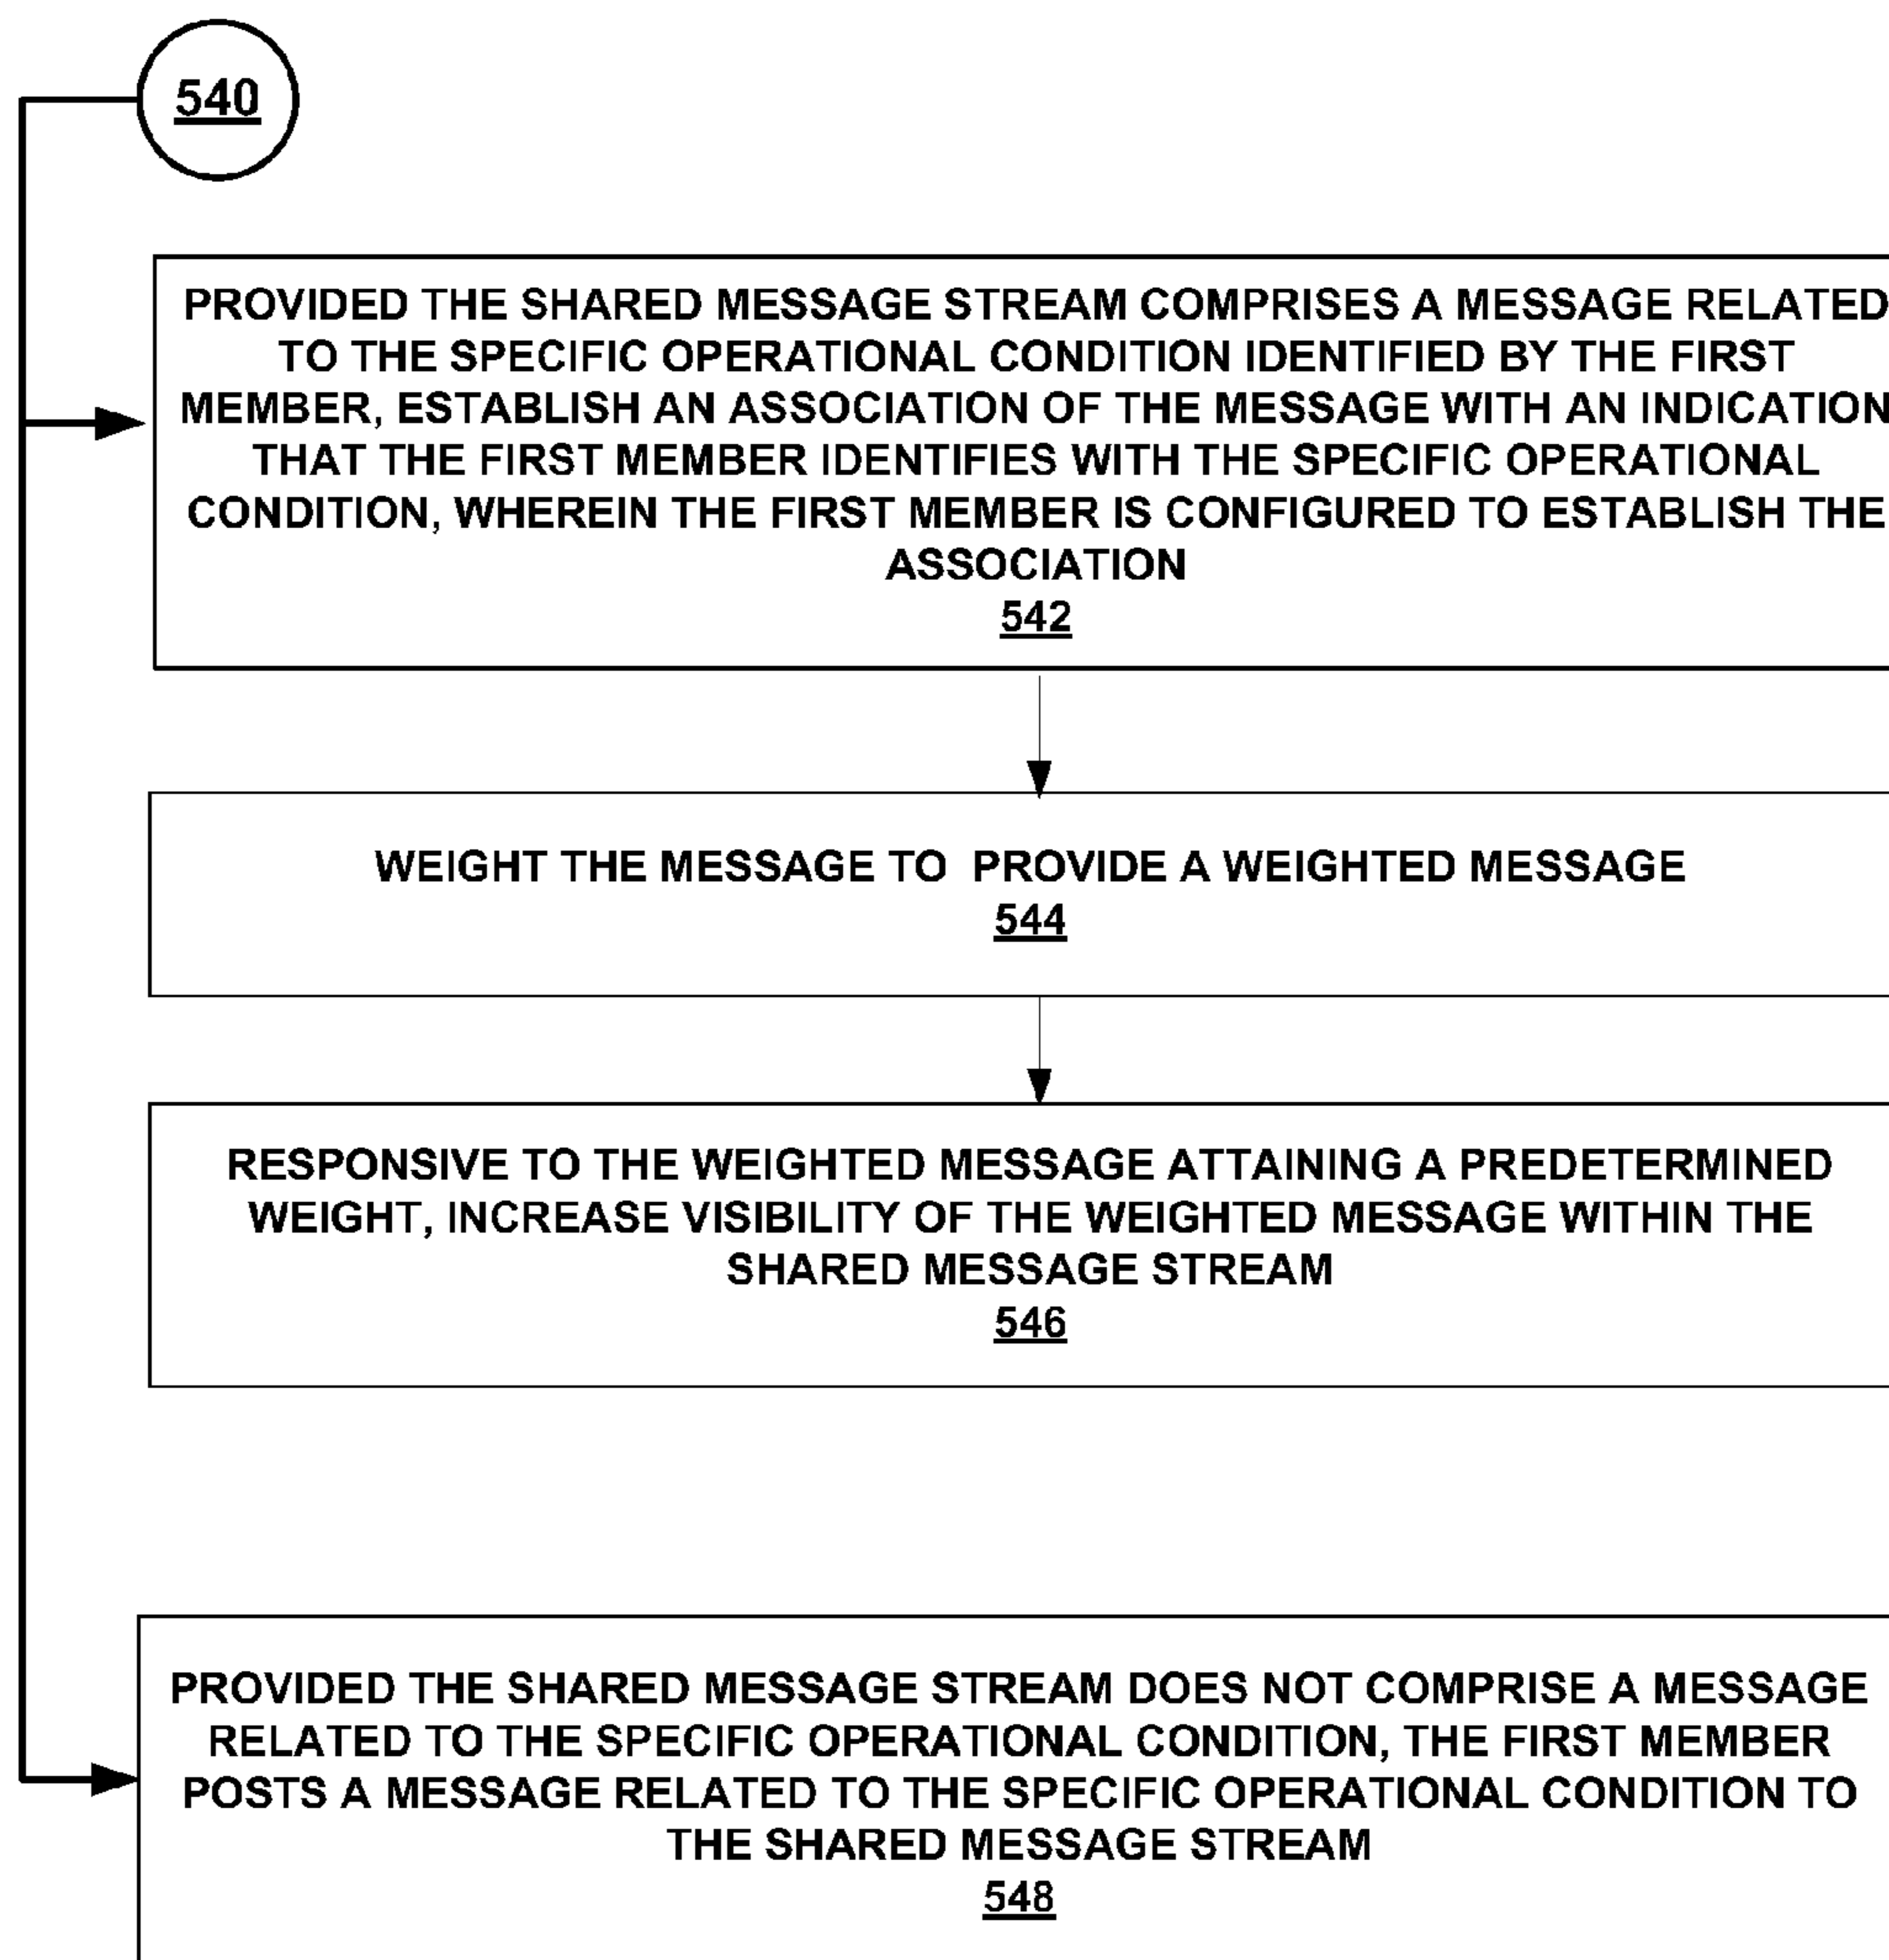 540
PROVIDED THE SHARED MESSAGE STREAM COMPRISES A MESSAGE RELATED
TO THE SPECIFIC OPERATIONAL CONDITION IDENTIFIED BY THE FIRST
MEMBER, ESTABLISH AN ASSOCIATION OF THE MESSAGE WITH AN INDICATION
THAT THE FIRST MEMBER IDENTIFIES WITH THE SPECIFIC OPERATIONAL
CONDITION, WHEREIN THE FIRST MEMBER IS CONFIGURED TO ESTABLISH THE
ASSOCIATION
542
WEIGHT THE MESSAGE TO PROVIDE A WEIGHTED MESSAGE
544
RESPONSIVE TO THE WEIGHTED MESSAGE ATTAINING A PREDETERMINED
WEIGHT, INCREASE VISIBILITY OF THE WEIGHTED MESSAGE WITHIN THE
SHARED MESSAGE STREAM
546
PROVIDED THE SHARED MESSAGE STREAM DOES NOT COMPRISE A MESSAGE
RELATED TO THE SPECIFIC OPERATIONAL CONDITION, THE FIRST MEMBER
POSTS A MESSAGE RELATED TO THE SPECIFIC OPERATIONAL CONDITION TO
THE SHARED MESSAGE STREAM
548